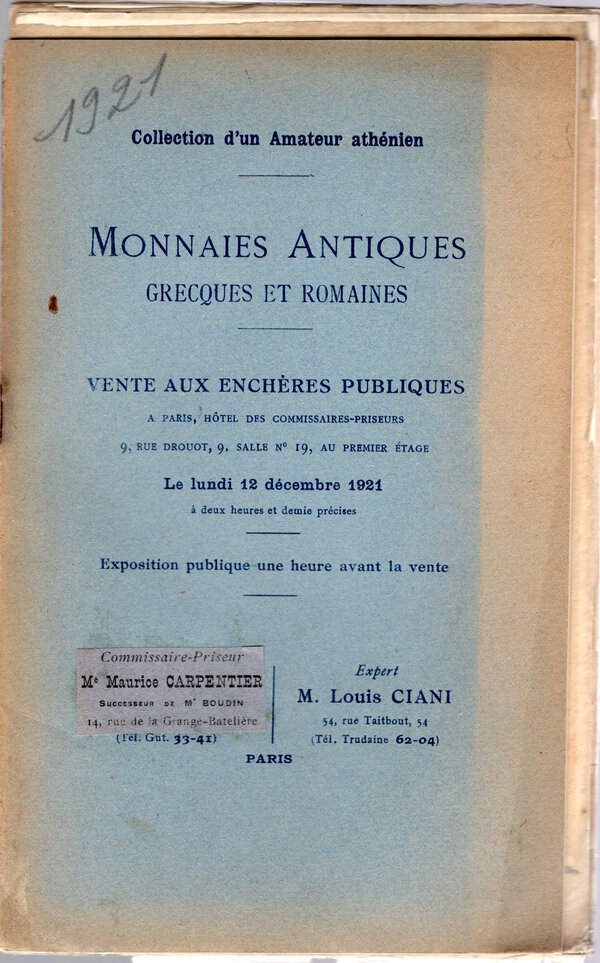 1921
Collection d'un Amateur athénien
MONNAIES ANTIQUES
GRECQUES ET ROMAINES
VENTE AUX ENCHÈRES PUBLIQUES
A PARIS, HÔTEL DES COMMISSAIRES-PRISEURS
9, RUE DROUOT, 9, SALLE Nº 19, AU PREMIER ÉTAGE
Le lundi 12 décembre 1921
à deux heures et demie précises
Exposition publique une heure avant la vente
Commissaire-Priseur
Me Maurice CARPENTIER
SUCCESSEUR DE Me BOUDIN
14, rue de la Grange-Batelière
(Tél. Gut. 33-41)
Expert
M. Louis CIANI
54, rue Taitbout, 54
(Tél. Trudaine 62-04)
PARIS